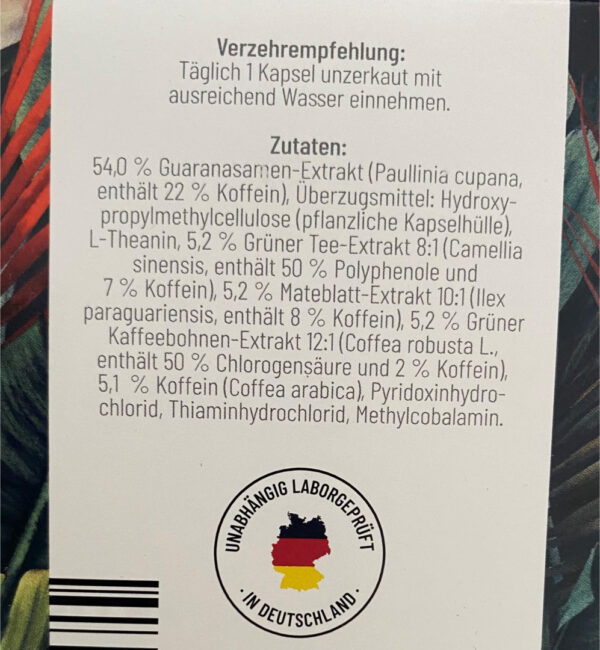 Verzehrempfehlung:
Täglich 1 Kapsel unzerkaut mit
ausreichend Wasser einnehmen.
Zutaten:
54,0 % Guaranasamen-Extrakt (Paullinia cupana,
enthält 22 % Koffein), Überzugsmittel: Hydroxy-
propylmethylcellulose (pflanzliche Kapselhülle),
L-Theanin, 5,2 % Grüner Tee-Extrakt 8:1 (Camellia
sinensis, enthält 50 % Polyphenole und
7 % Koffein), 5,2 % Mateblatt-Extrakt 10:1 (Ilex
paraguariensis, enthält 8 % Koffein), 5,2 % Grüner
Kaffeebohnen-Extrakt 12:1 (Coffea robusta L.,
enthält 50 % Chlorogensäure und 2 % Koffein),
5,1 % Koffein (Coffea arabica), Pyridoxinhydro-
chlorid, Thiaminhydrochlorid, Methylcobalamin.
UNABHÄNGIG LABORGEPRÜFT
· IN DEUTSCHLAND ·